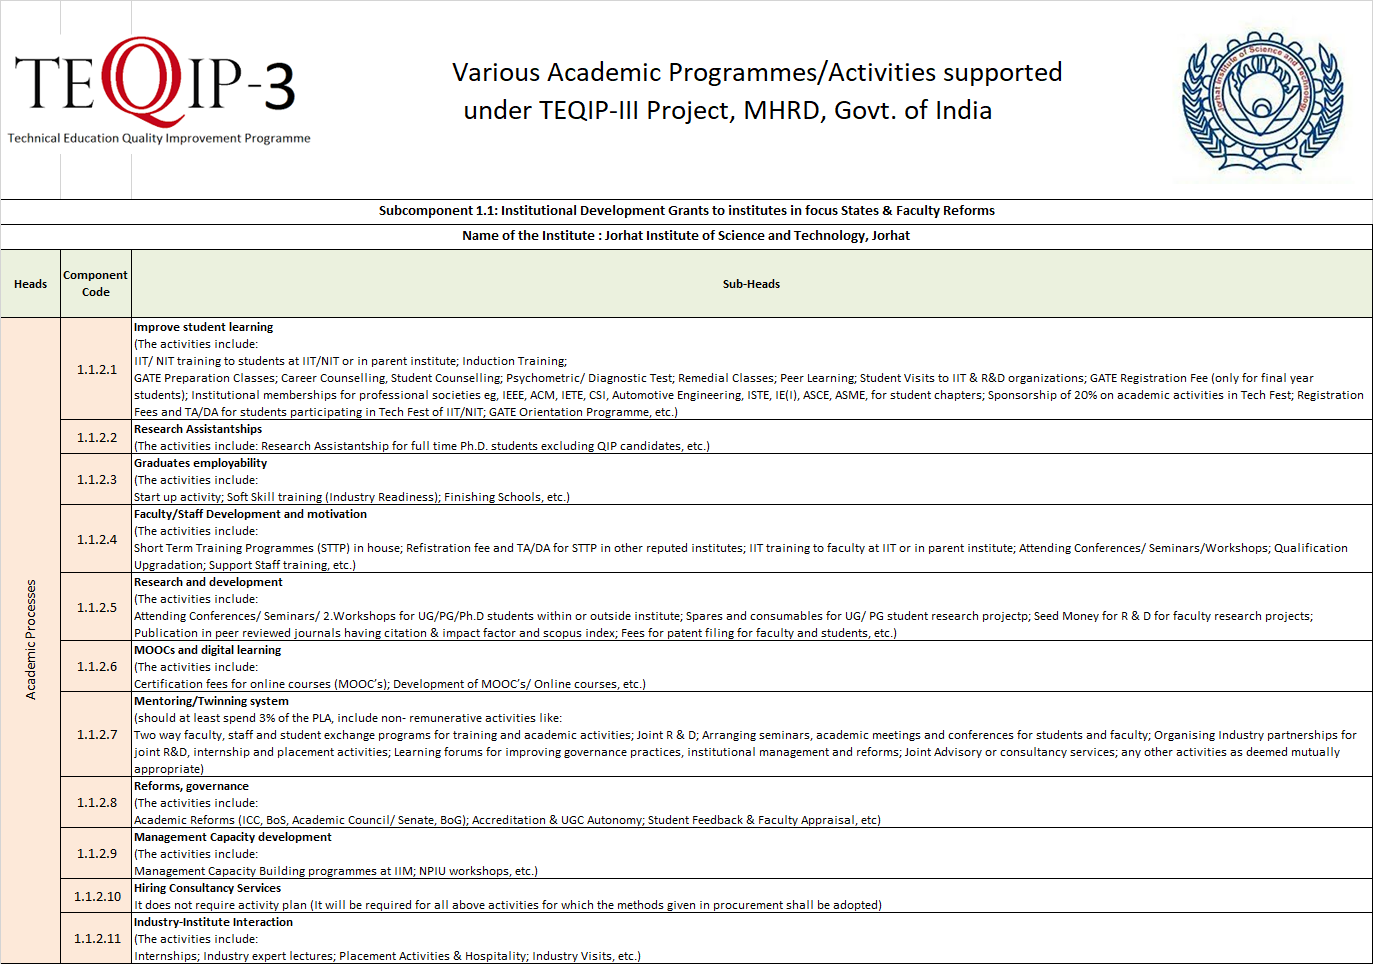 TEQIP-3
Technical Education Quality Improvement Programme
Various Academic Programmes/Activities supported
under TEQIP-III Project, MHRD, Govt. of India
Jorhat Institute of Science and Technology
Subcomponent 1.1: Institutional Development Grants to institutes in focus States & Faculty Reforms
Name of the Institute : Jorhat Institute of Science and Technology, Jorhat
Heads
Component
Code
Sub-Heads
Academic Processes
1.1.2.1
Improve student learning
(The activities include:
IIT/ NIT training to students at IIT/NIT or in parent institute; Induction Training;
GATE Preparation Classes; Career Counselling, Student Counselling; Psychometric/ Diagnostic Test; Remedial Classes; Peer Learning; Student Visits to IIT & R&D organizations; GATE Registration Fee (only for final year
students); Institutional memberships for professional societies eg, IEEE, ACM, IETE, CSI, Automotive Engineering, ISTE, IE(I), ASCE, ASME, for student chapters; Sponsorship of 20% on academic activities in Tech Fest; Registration
Fees and TA/DA for students participating in Tech Fest of IIT/NIT; GATE Orientation Programme, etc.)
1.1.2.2
Research Assistantships
(The activities include: Research Assistantship for full time Ph.D. students excluding QIP candidates, etc.)
1.1.2.3
Graduates employability
(The activities include:
Start up activity; Soft Skill training (Industry Readiness); Finishing Schools, etc.)
1.1.2.4
Faculty/Staff Development and motivation
(The activities include:
Short Term Training Programmes (STTP) in house; Refistration fee and TA/DA for STTP in other reputed institutes; IIT training to faculty at IIT or in parent institute; Attending Conferences/ Seminars/Workshops; Qualification
Upgradation; Support Staff training, etc.)
1.1.2.5
Research and development
(The activities include:
Attending Conferences/ Seminars/ 2.Workshops for UG/PG/Ph.D students within or outside institute; Spares and consumables for UG/ PG student research projectp; Seed Money for R & D for faculty research projects;
Publication in peer reviewed journals having citation & impact factor and scopus index; Fees for patent filing for faculty and students, etc.)
1.1.2.6
MOOCs and digital learning
(The activities include:
Certification fees for online courses (MOOC's); Development of MOOC's/ Online courses, etc.)
1.1.2.7
Mentoring/Twinning system
(should at least spend 3% of the PLA, include non- remunerative activities like:
Two way faculty, staff and student exchange programs for training and academic activities; Joint R & D; Arranging seminars, academic meetings and conferences for students and faculty; Organising Industry partnerships for
joint R&D, internship and placement activities; Learning forums for improving governance practices, institutional management and reforms; Joint Advisory or consultancy services; any other activities as deemed mutually
appropriate)
1.1.2.8
Reforms, governance
(The activities include:
Academic Reforms (ICC, BoS, Academic Council/ Senate, BoG); Accreditation & UGC Autonomy; Student Feedback & Faculty Appraisal, etc)
1.1.2.9
Management Capacity development
(The activities include:
Management Capacity Building programmes at IIM; NPIU workshops, etc.)
1.1.2.10
Hiring Consultancy Services
It does not require activity plan (It will be required for all above activities for which the methods given in procurement shall be adopted)
1.1.2.11
Industry-Institute Interaction
(The activities include:
Internships; Industry expert lectures; Placement Activities & Hospitality; Industry Visits, etc.)